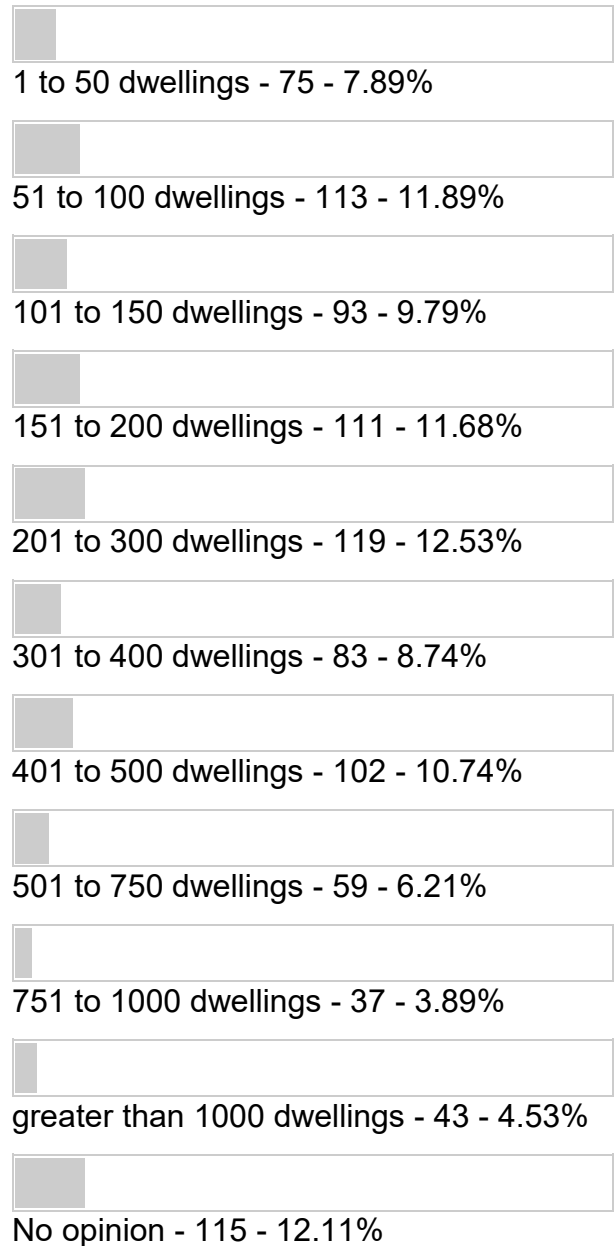 1 to 50 dwellings - 75 - 7.89%
51 to 100 dwellings - 113 - 11.89%
101 to 150 dwellings - 93 - 9.79%
151 to 200 dwellings - 111 - 11.68%
201 to 300 dwellings - 119 - 12.53%
301 to 400 dwellings - 83 - 8.74%
401 to 500 dwellings - 102 - 10.74%
501 to 750 dwellings - 59 - 6.21%
751 to 1000 dwellings - 37 - 3.89%
greater than 1000 dwellings - 43 - 4.53%
No opinion - 115 - 12.11%